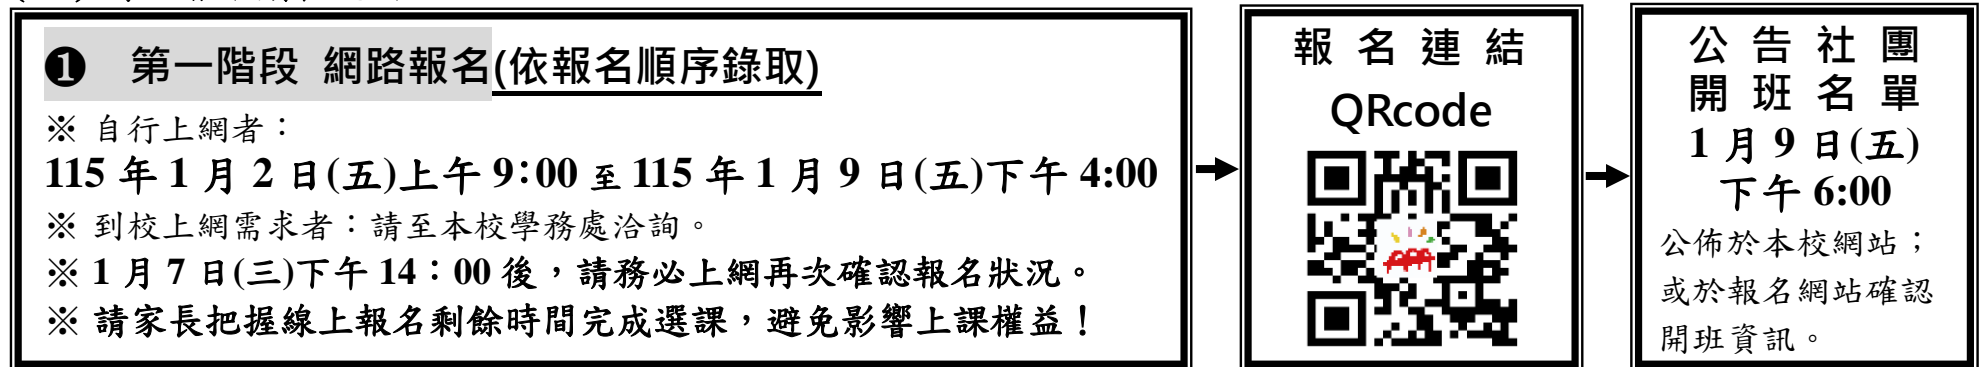 ❶ 第一階段 網路報名(依報名順序錄取)
※ 自行上網者：
115 年 1 月 2 日(五)上午 9:00 至 115 年 1 月 9 日(五)下午 4:00
※ 到校上網需求者：請至本校學務處洽詢。
※ 1 月 7 日(三)下午 14：00 後，請務必上網再次確認報名狀況。
※ 請家長把握線上報名剩餘時間完成選課，避免影響上課權益！
報名連結
QRcode
公告社團
開班名單
1 月 9 日(五)
下午 6:00
公佈於本校網站；
或於報名網站確認
開班資訊。